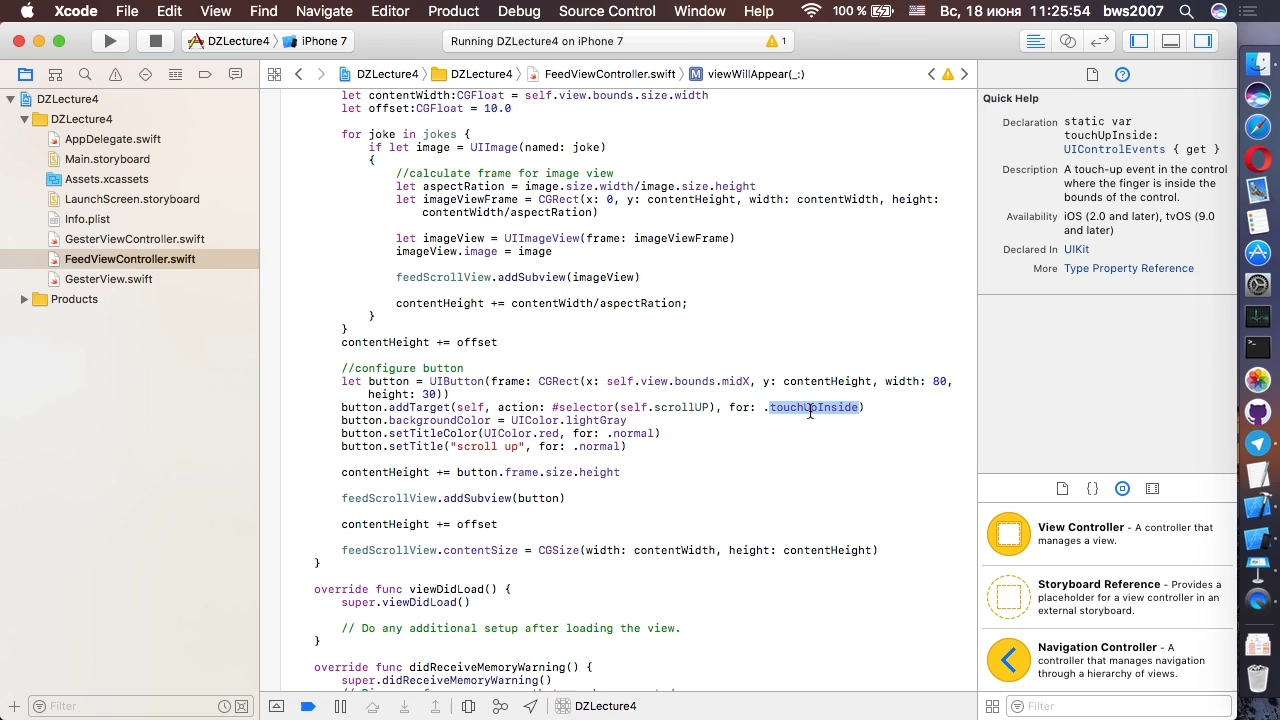 Xcode File Edit View Find Navigate Editor Product Debug Source Control Window Help 100 % Вс, 18 июня 11:25:54 bws2007
DZLecture4 iPhone 7 Running DZLecture4 on iPhone 7 1
DZLecture4 DZLecture4 FeedViewController.swift M viewWillAppear(_:)
DZLecture4
DZLecture4
AppDelegate.swift
Main.storyboard
Assets.xcassets
LaunchScreen.storyboard
Info.plist
GesterViewController.swift
FeedViewController.swift
GesterView.swift
Products
Filter
let contentWidth:CGFloat = self.view.bounds.size.width
let offset:CGFloat = 10.0
for joke in jokes {
if let image = UIImage(named: joke)
{
//calculate frame for image view
let aspectRation = image.size.width/image.size.height
let imageViewFrame = CGRect(x: 0, y: contentHeight, width: contentWidth, height:
contentWidth/aspectRation)
let imageView = UIImageView(frame: imageViewFrame)
imageView.image = image
feedScrollView.addSubview(imageView)
contentHeight += contentWidth/aspectRation;
}
}
contentHeight += offset
//configure button
let button = UIButton(frame: CGRect(x: self.view.bounds.midX, y: contentHeight, width: 80,
height: 30))
button.addTarget(self, action: #selector(self.scrollUP), for: .touchUpInside)
button.backgroundColor = UIColor.lightGray
button.setTitleColor(UIColor.red, for: .normal)
button.setTitle("scroll up", for: .normal)
contentHeight += button.frame.size.height
feedScrollView.addSubview(button)
contentHeight += offset
feedScrollView.contentSize = CGSize(width: contentWidth, height: contentHeight)
}
override func viewDidLoad() {
super.viewDidLoad()
// Do any additional setup after loading the view.
}
override func didReceiveMemoryWarning() {
super.didReceiveMemoryWarning()
DZLecture4
Quick Help
Declaration static var
touchUpInside:
UIControlEvents { get }
Description A touch-up event in the control
where the finger is inside the
bounds of the control.
Availability iOS (2.0 and later), tvOS (9.0
and later)
Declared In UIKit
More Type Property Reference
View Controller - A controller that
manages a view.
Storyboard Reference - Provides a
placeholder for a view controller in an
external storyboard.
Navigation Controller - A
controller that manages navigation
through a hierarchy of views.
Filter